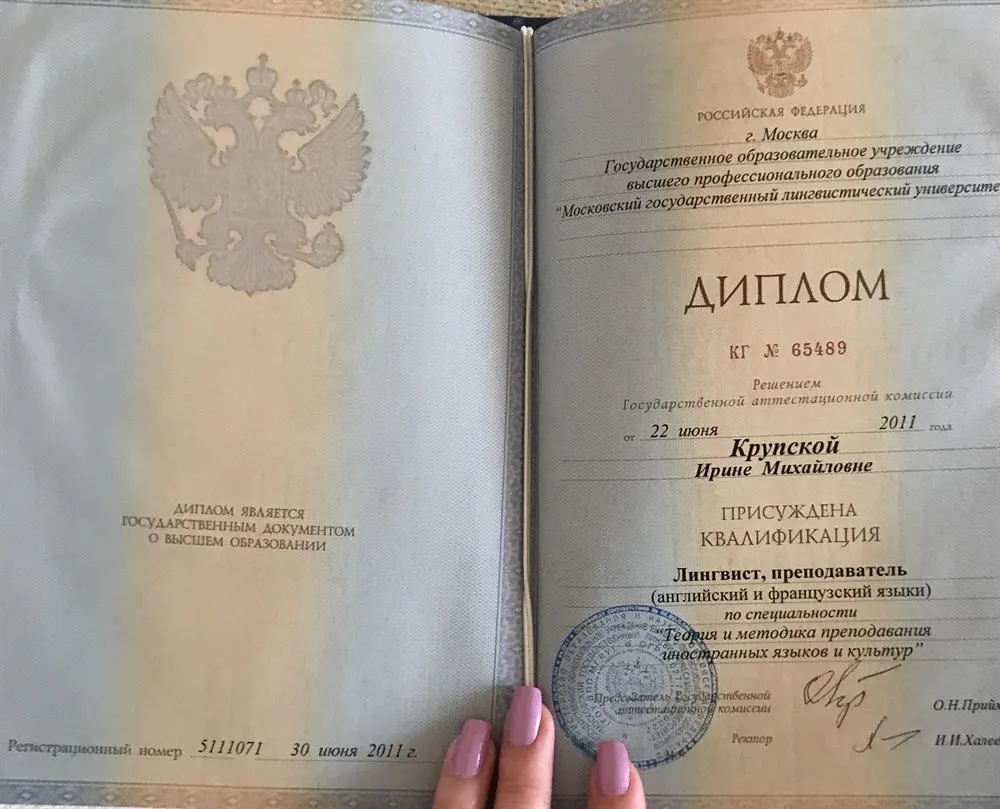 ДИПЛОМ ЯВЛЯЕТСЯ
ГОСУДАРСТВЕННЫМ ДОКУМЕНТОМ
О ВЫСШЕМ ОБРАЗОВАНИИ
Регистрационный номер 5111071 30 июня 2011 г.
РОССИЙСКАЯ ФЕДЕРАЦИЯ
г. Москва
Государственное образовательное учреждение
высшего профессионального образования
"Московский государственный лингвистический университе
ДИПЛОМ
КГ № 65489
Решением
Государственной аттестационной комиссии
от 22 июня 2011 года
Крупской
Ирине Михайловне
ПРИСУЖДЕНА
КВАЛИФИКАЦИЯ
Лингвист, преподаватель
(английский и французский языки)
по специальности
"Теория и методика преподавания
иностранных языков и культур"
Председатель Государственной
аттестационной комиссии
О.Н.Прийм
Ректор
И.И.Халее